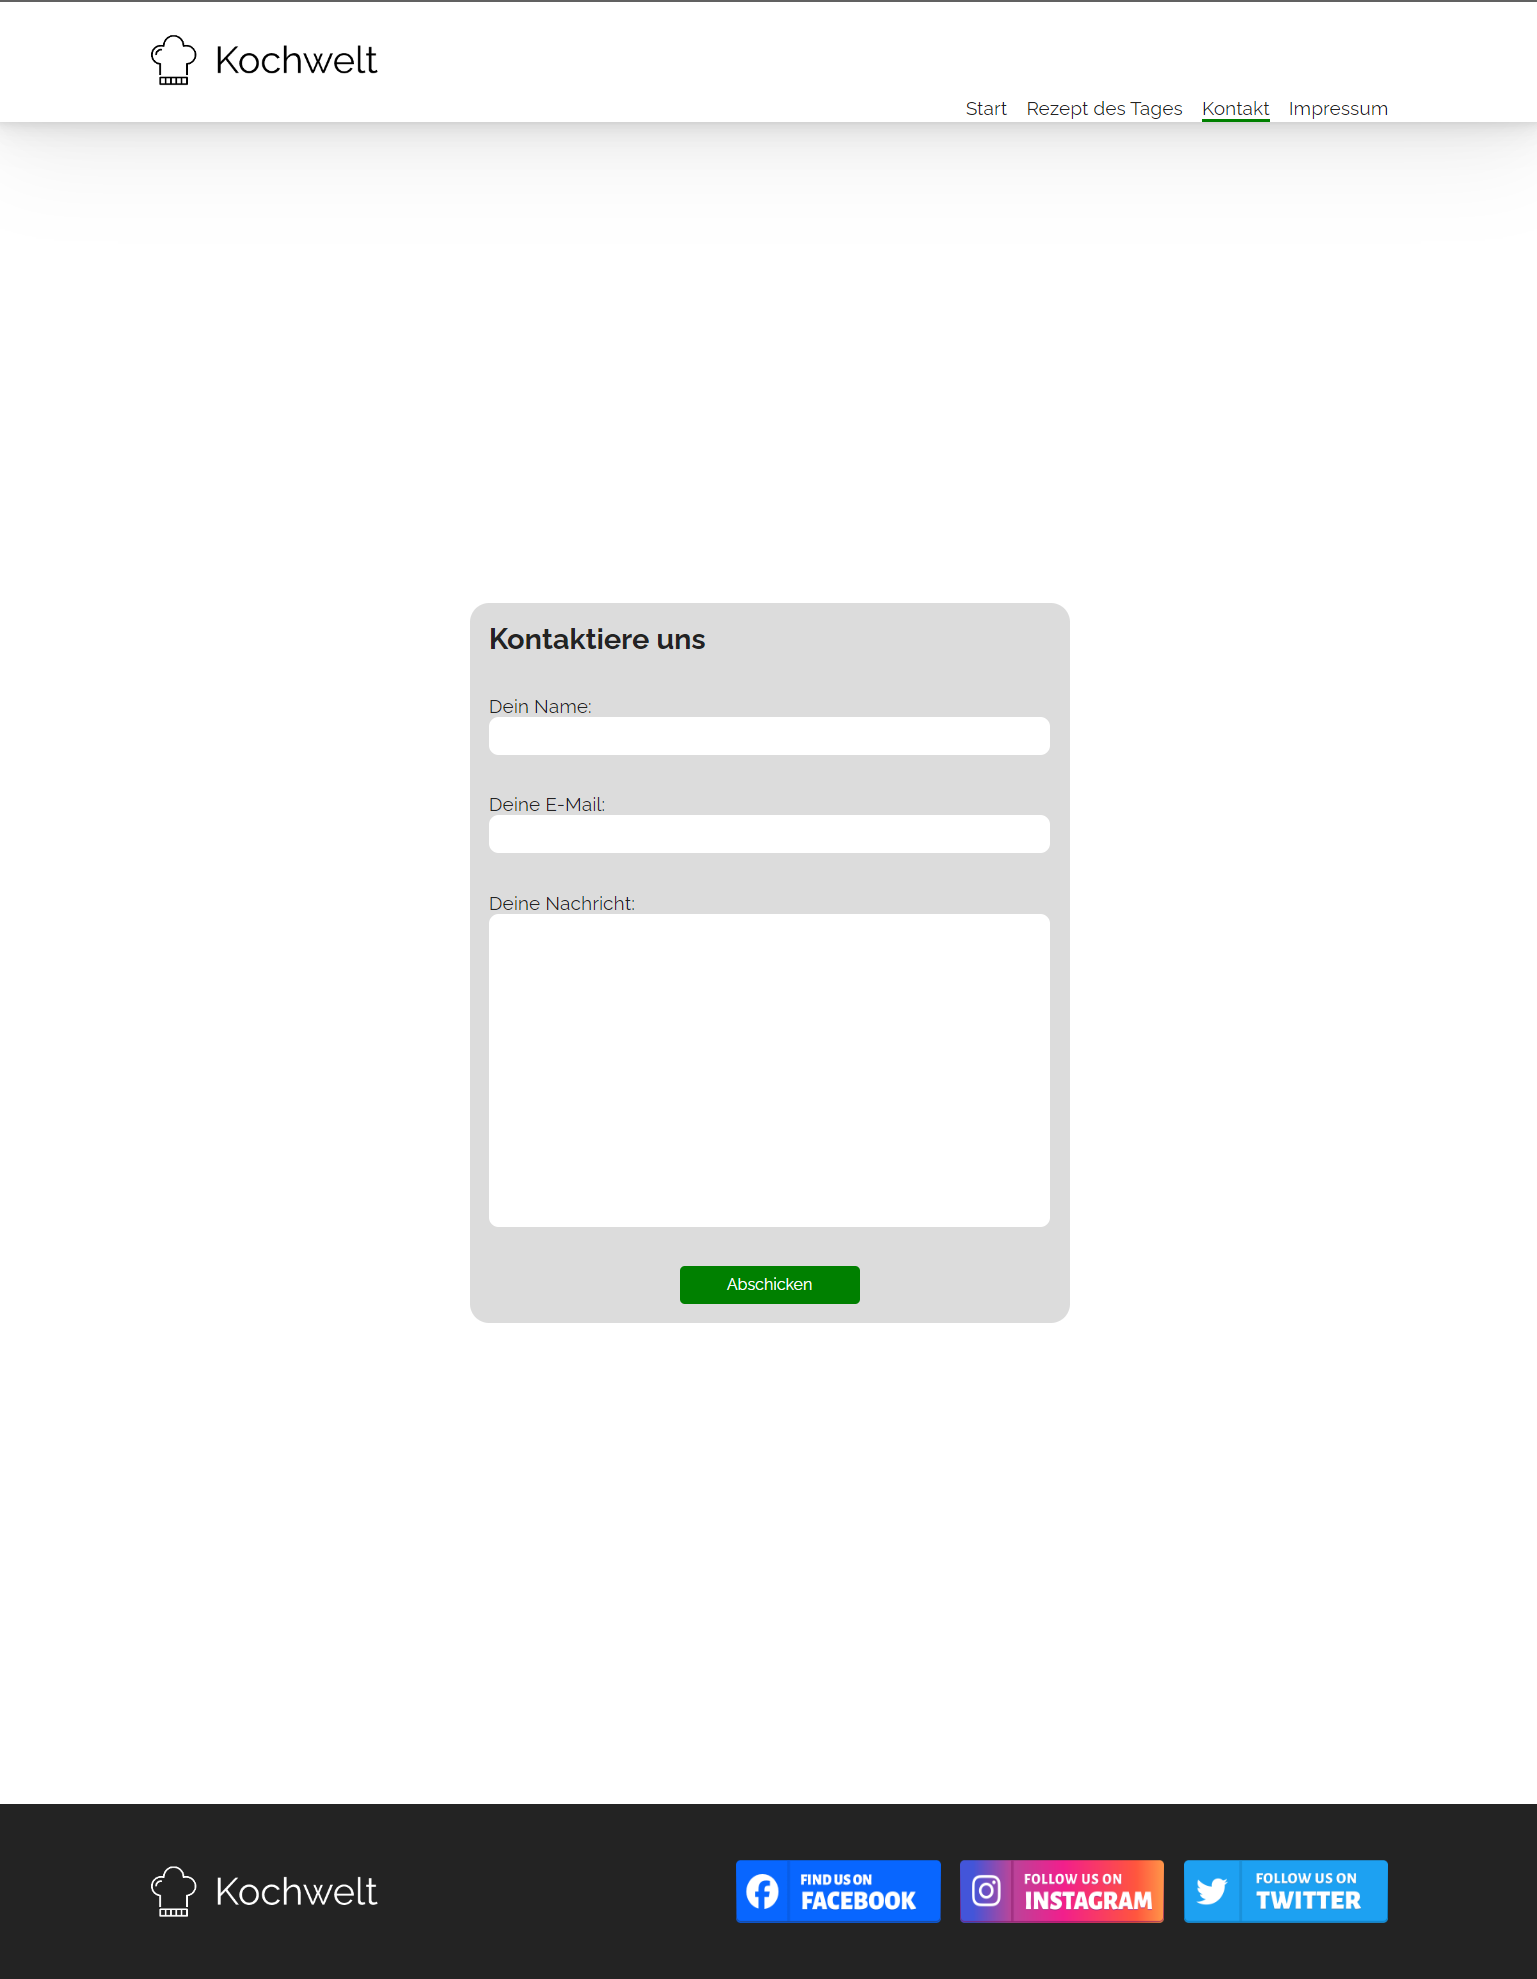 Kochwelt
Start Rezept des Tages Kontakt Impressum
Kontaktiere uns
Dein Name:
Deine E-Mail:
Deine Nachricht:
Abschicken
Kochwelt
FIND US ON
FACEBOOK
FOLLOW US ON
INSTAGRAM
FOLLOW US ON
TWITTER